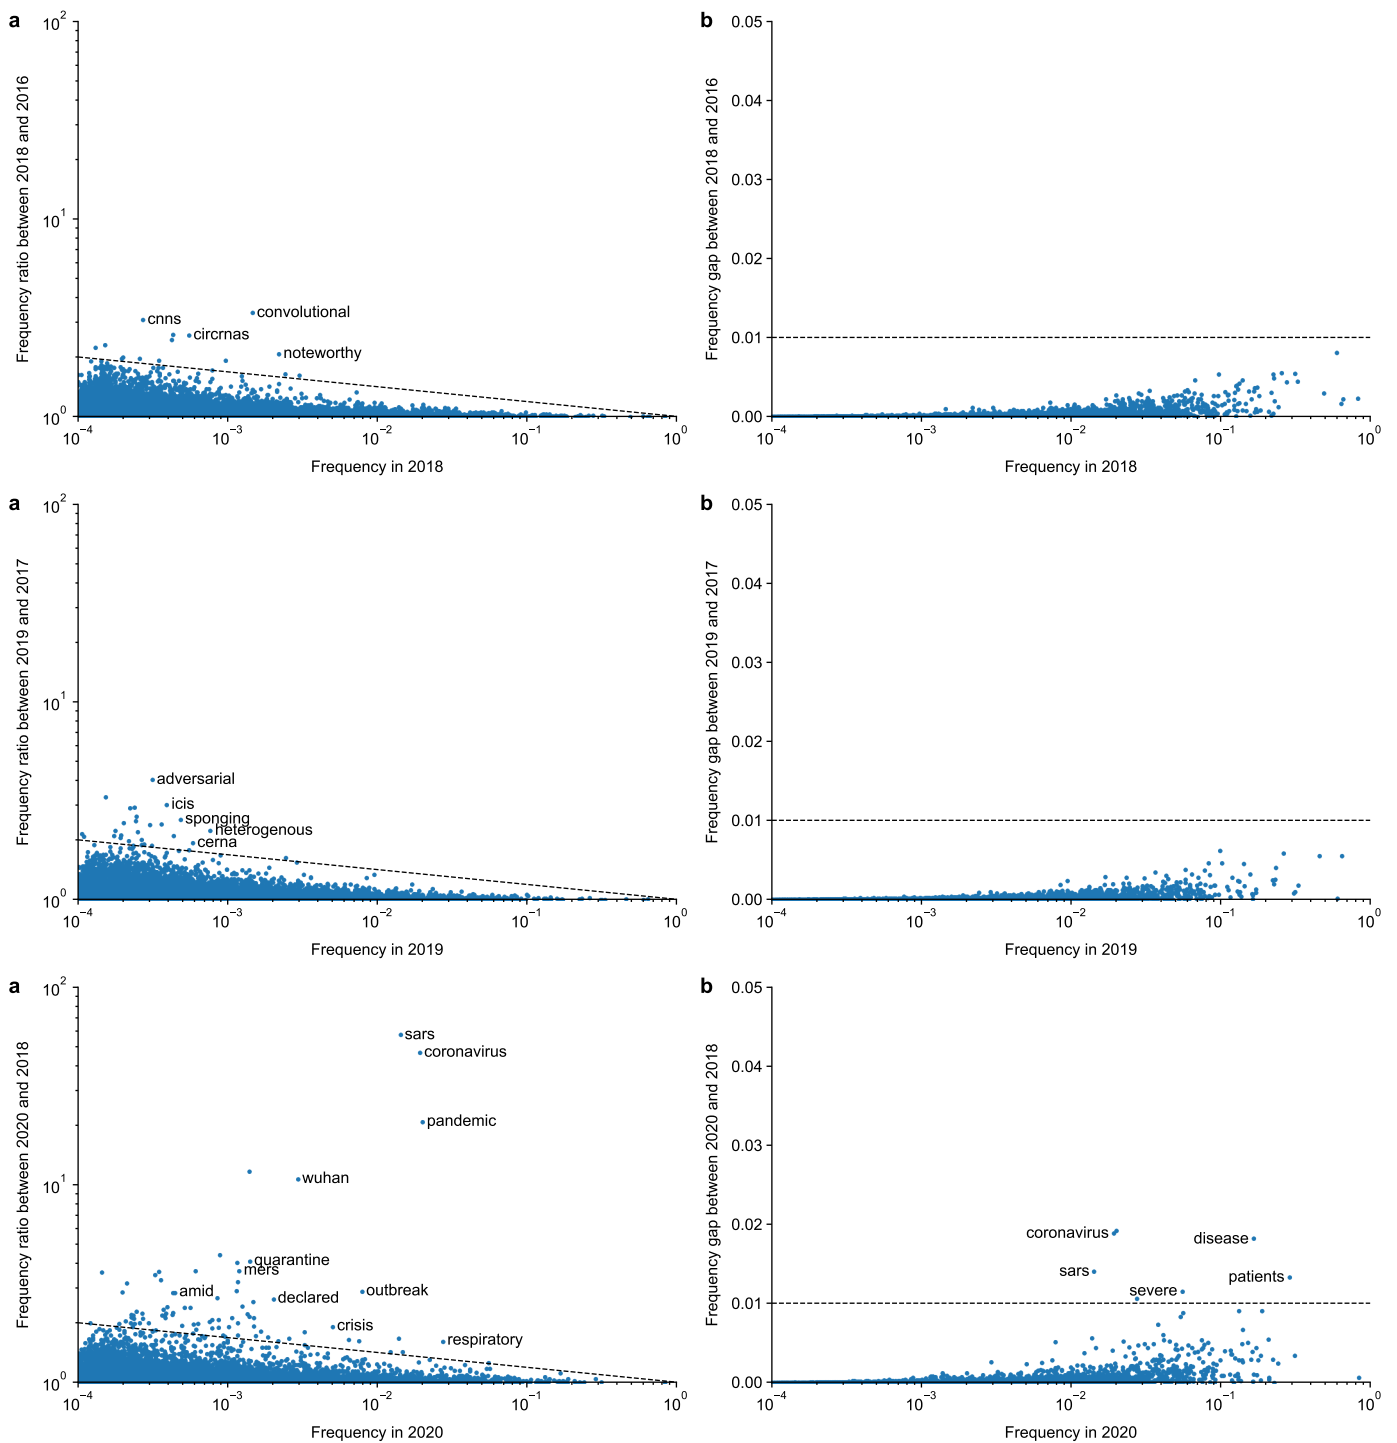 a
10^2
10^1
10^0
Frequency ratio between 2018 and 2016
cnns
convolutional
circrnas
noteworthy
10^−4
10^−3
10^−2
10^−1
10^0
Frequency in 2018
b
0.05
0.04
0.03
0.02
0.01
0.00
Frequency gap between 2018 and 2016
10^−4
10^−3
10^−2
10^−1
10^0
Frequency in 2018
a
10^2
10^1
10^0
Frequency ratio between 2019 and 2017
adversarial
icis
sponging
heterogenous
cerna
10^−4
10^−3
10^−2
10^−1
10^0
Frequency in 2019
b
0.05
0.04
0.03
0.02
0.01
0.00
Frequency gap between 2019 and 2017
10^−4
10^−3
10^−2
10^−1
10^0
Frequency in 2019
a
10^2
10^1
10^0
Frequency ratio between 2020 and 2018
sars
coronavirus
pandemic
wuhan
quarantine
mers
amid
declared
outbreak
crisis
respiratory
10^−4
10^−3
10^−2
10^−1
10^0
Frequency in 2020
b
0.05
0.04
0.03
0.02
0.01
0.00
Frequency gap between 2020 and 2018
coronavirus
disease
sars
patients
severe
10^−4
10^−3
10^−2
10^−1
10^0
Frequency in 2020